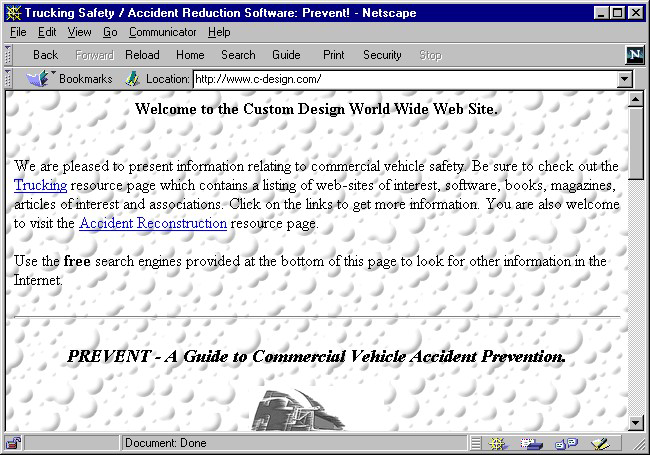 Trucking Safety / Accident Reduction Software: Prevent! - Netscape
File Edit View Go Communicator Help
Back Forward Reload Home Search Guide Print Security Stop
N
Bookmarks Location: http://www.c-design.com/
Welcome to the Custom Design World Wide Web Site.
We are pleased to present information relating to commercial vehicle safety. Be sure to check out the
Trucking resource page which contains a listing of web-sites of interest, software, books, magazines,
articles of interest and associations. Click on the links to get more information. You are also welcome
to visit the Accident Reconstruction resource page.
Use the free search engines provided at the bottom of this page to look for other information in the
Internet.
PREVENT - A Guide to Commercial Vehicle Accident Prevention.
Document: Done